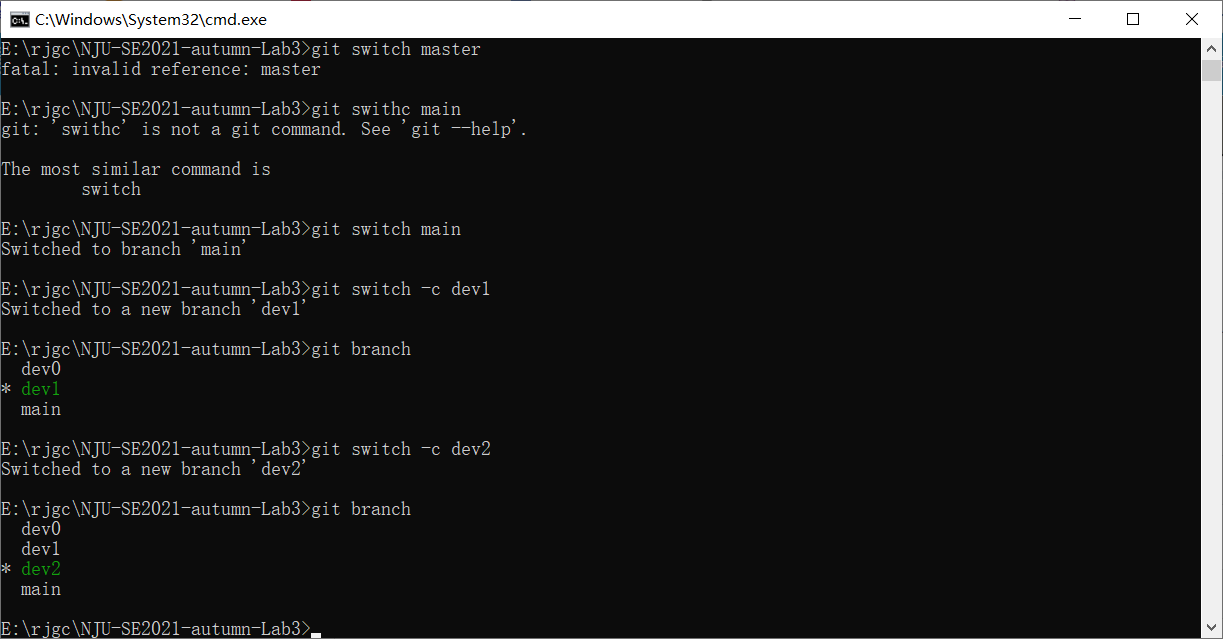 C:\Windows\System32\cmd.exe
E:\rjgc\NJU-SE2021-autumn-Lab3>git switch master
fatal: invalid reference: master
E:\rjgc\NJU-SE2021-autumn-Lab3>git swithc main
git: 'swithc' is not a git command. See 'git --help'.
The most similar command is
        switch
E:\rjgc\NJU-SE2021-autumn-Lab3>git switch main
Switched to branch 'main'
E:\rjgc\NJU-SE2021-autumn-Lab3>git switch -c dev1
Switched to a new branch 'dev1'
E:\rjgc\NJU-SE2021-autumn-Lab3>git branch
  dev0
* dev1
  main
E:\rjgc\NJU-SE2021-autumn-Lab3>git switch -c dev2
Switched to a new branch 'dev2'
E:\rjgc\NJU-SE2021-autumn-Lab3>git branch
  dev0
  dev1
* dev2
  main
E:\rjgc\NJU-SE2021-autumn-Lab3>